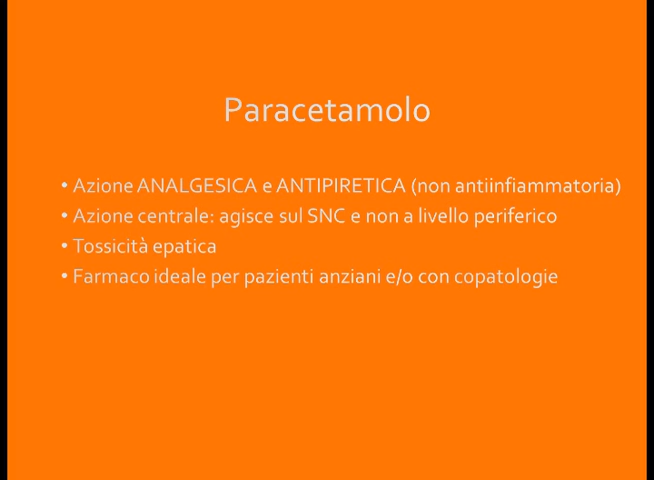 Paracetamolo
• Azione ANALGESICA e ANTIPIRETICA (non antiinfiammatoria)
• Azione centrale: agisce sul SNC e non a livello periferico
• Tossicità epatica
• Farmaco ideale per pazienti anziani e/o con copatologie